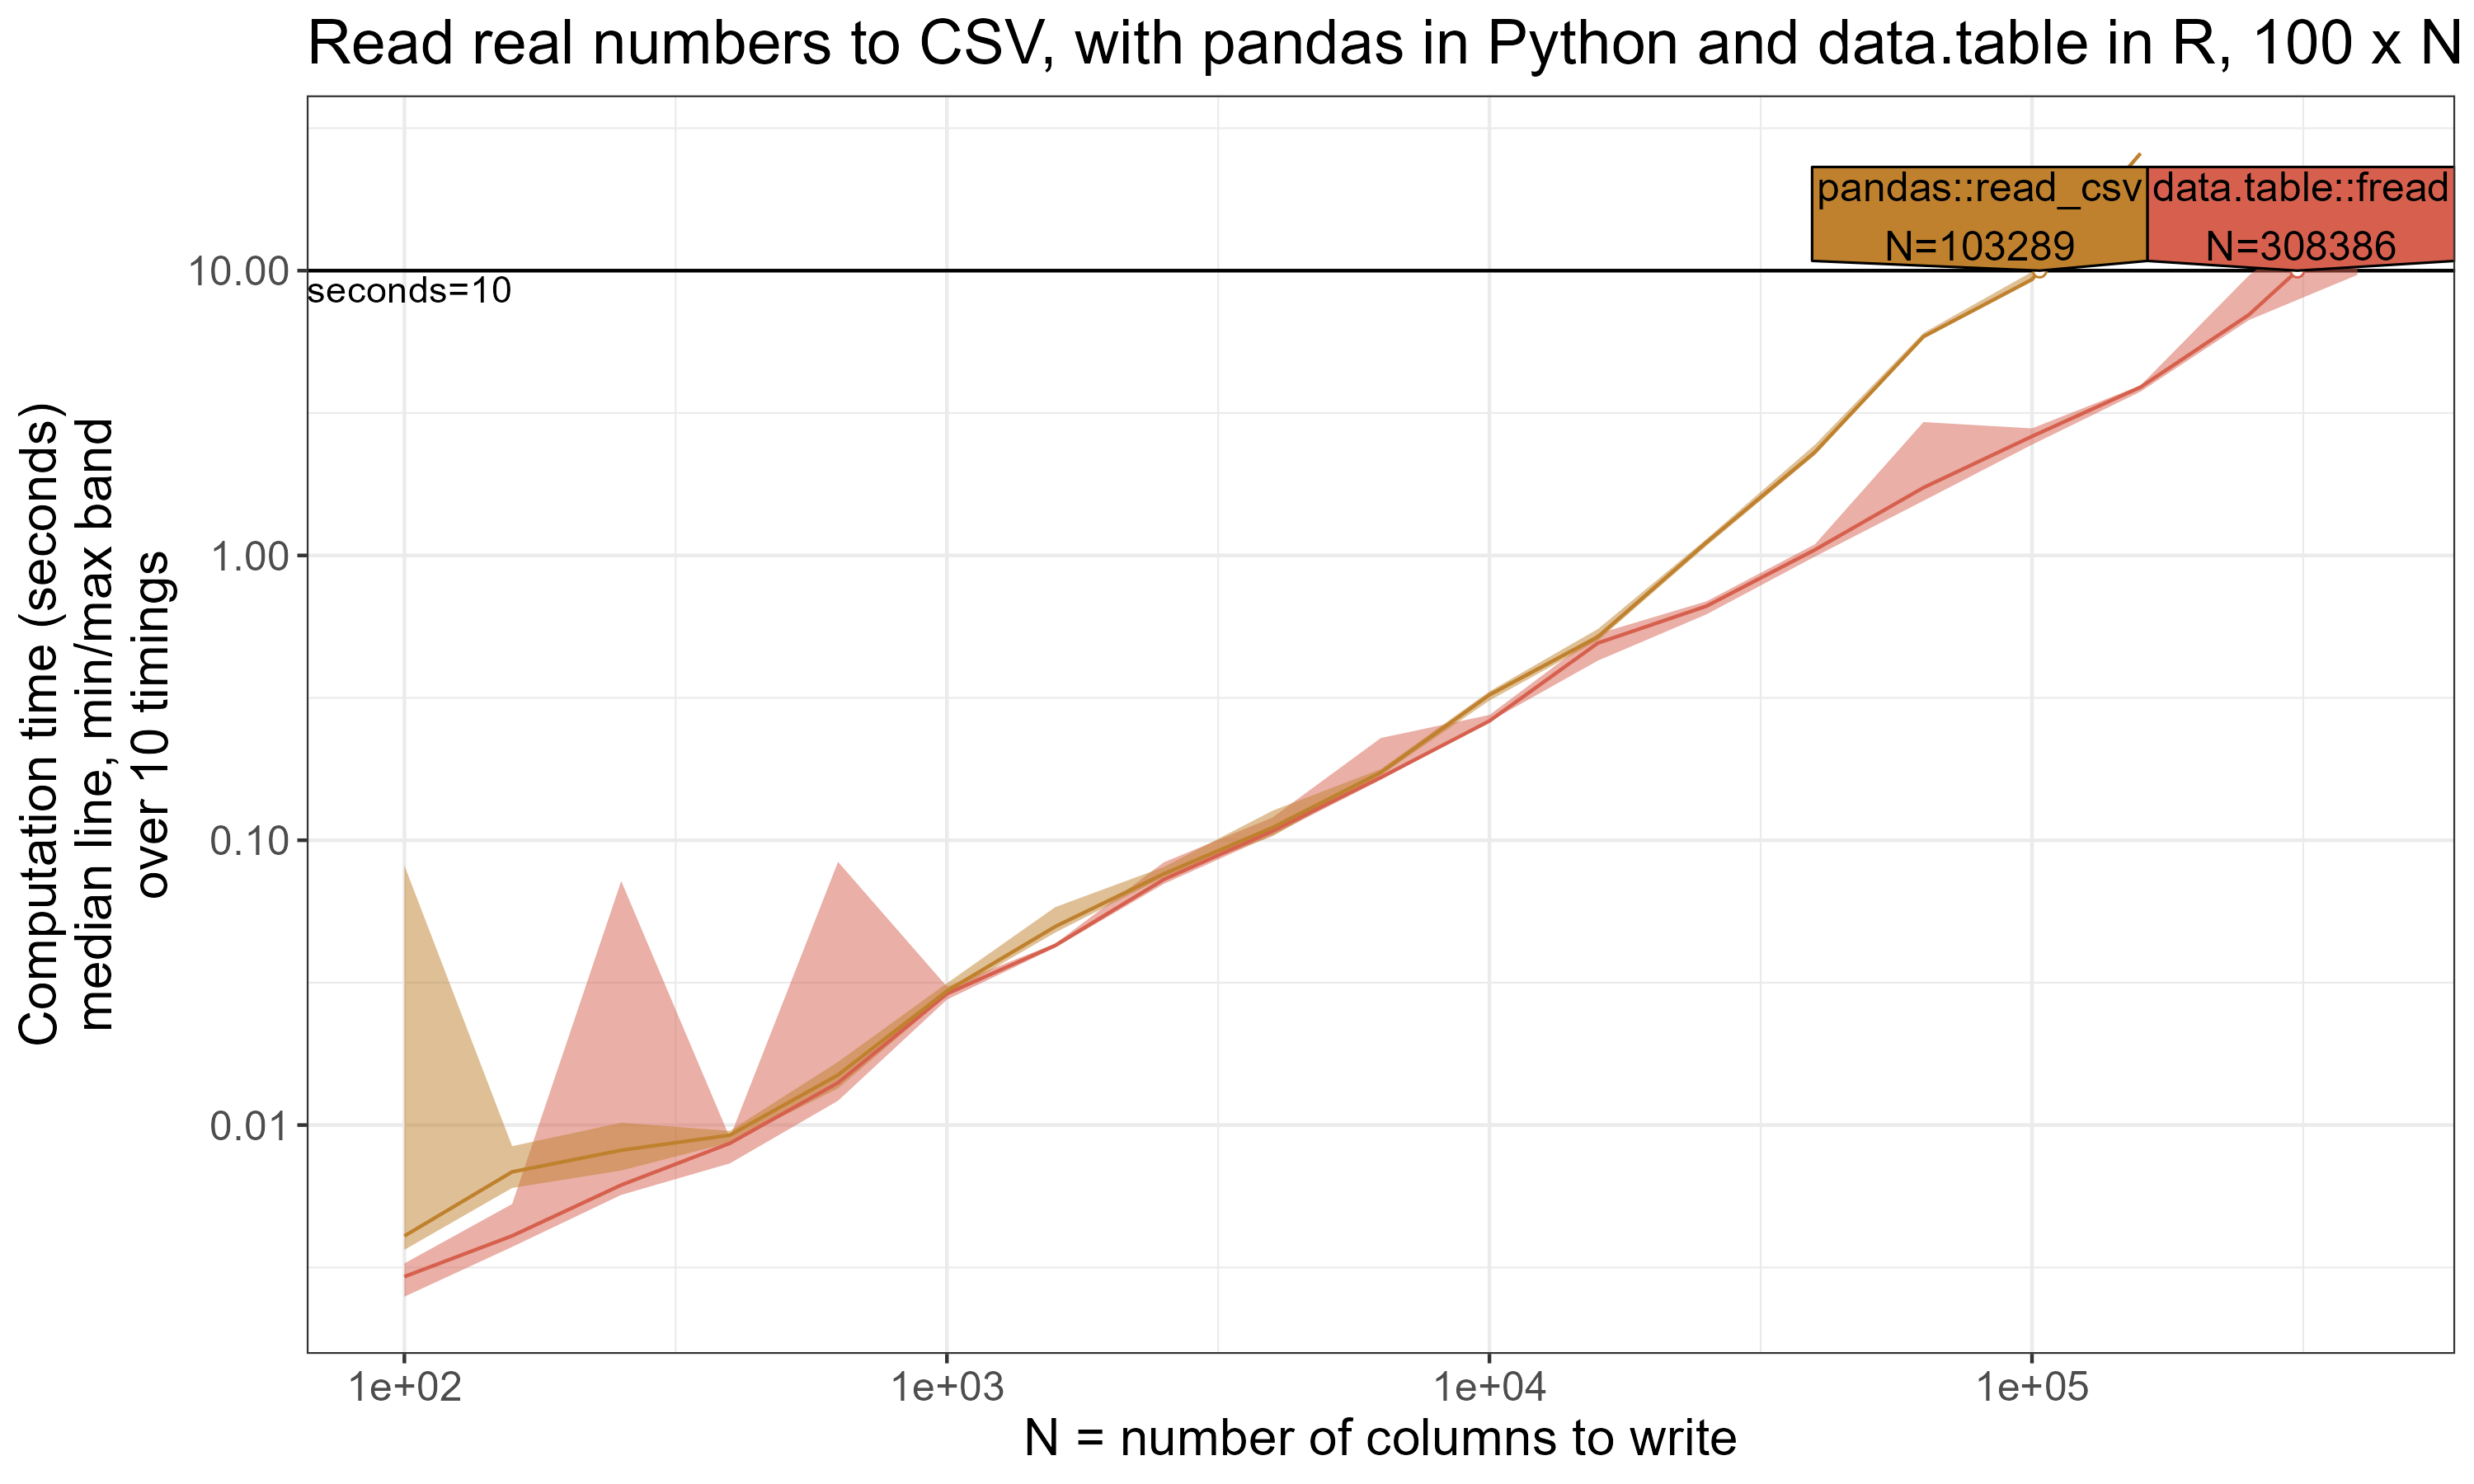 Read real numbers to CSV, with pandas in Python and data.table in R, 100 x N
Computation time (seconds)
median line, min/max band
over 10 timings
10.00
1.00
0.10
0.01
seconds=10
pandas::read_csv
N=103289
data.table::fread
N=308386
1e+02
1e+03
1e+04
1e+05
N = number of columns to write